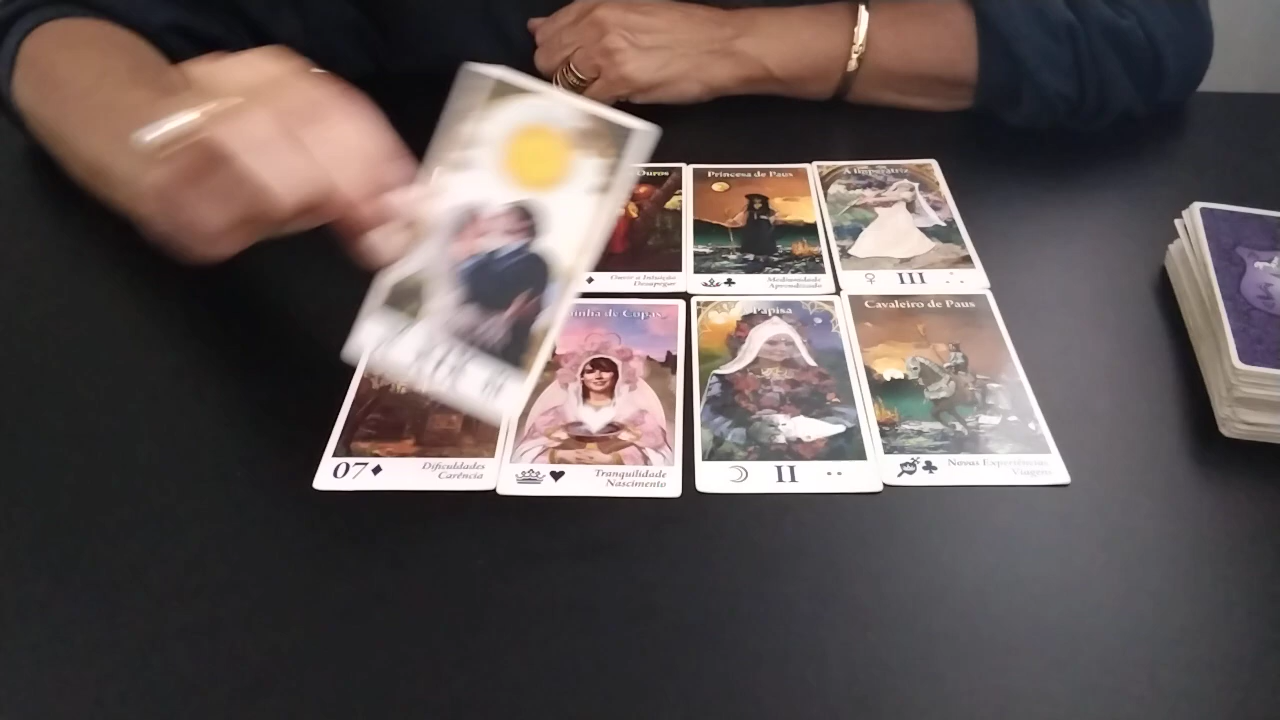 Ouros
Ouvir a Intuição
Desapegar
Princesa de Paus
Mediunidade
Aprendizado
A Imperatriz
III
07
Dificuldades
Carência
de Copas
Tranquilidade
Nascimento
Papisa
II
Cavaleiro de Paus
Novas Experiências
Viagens